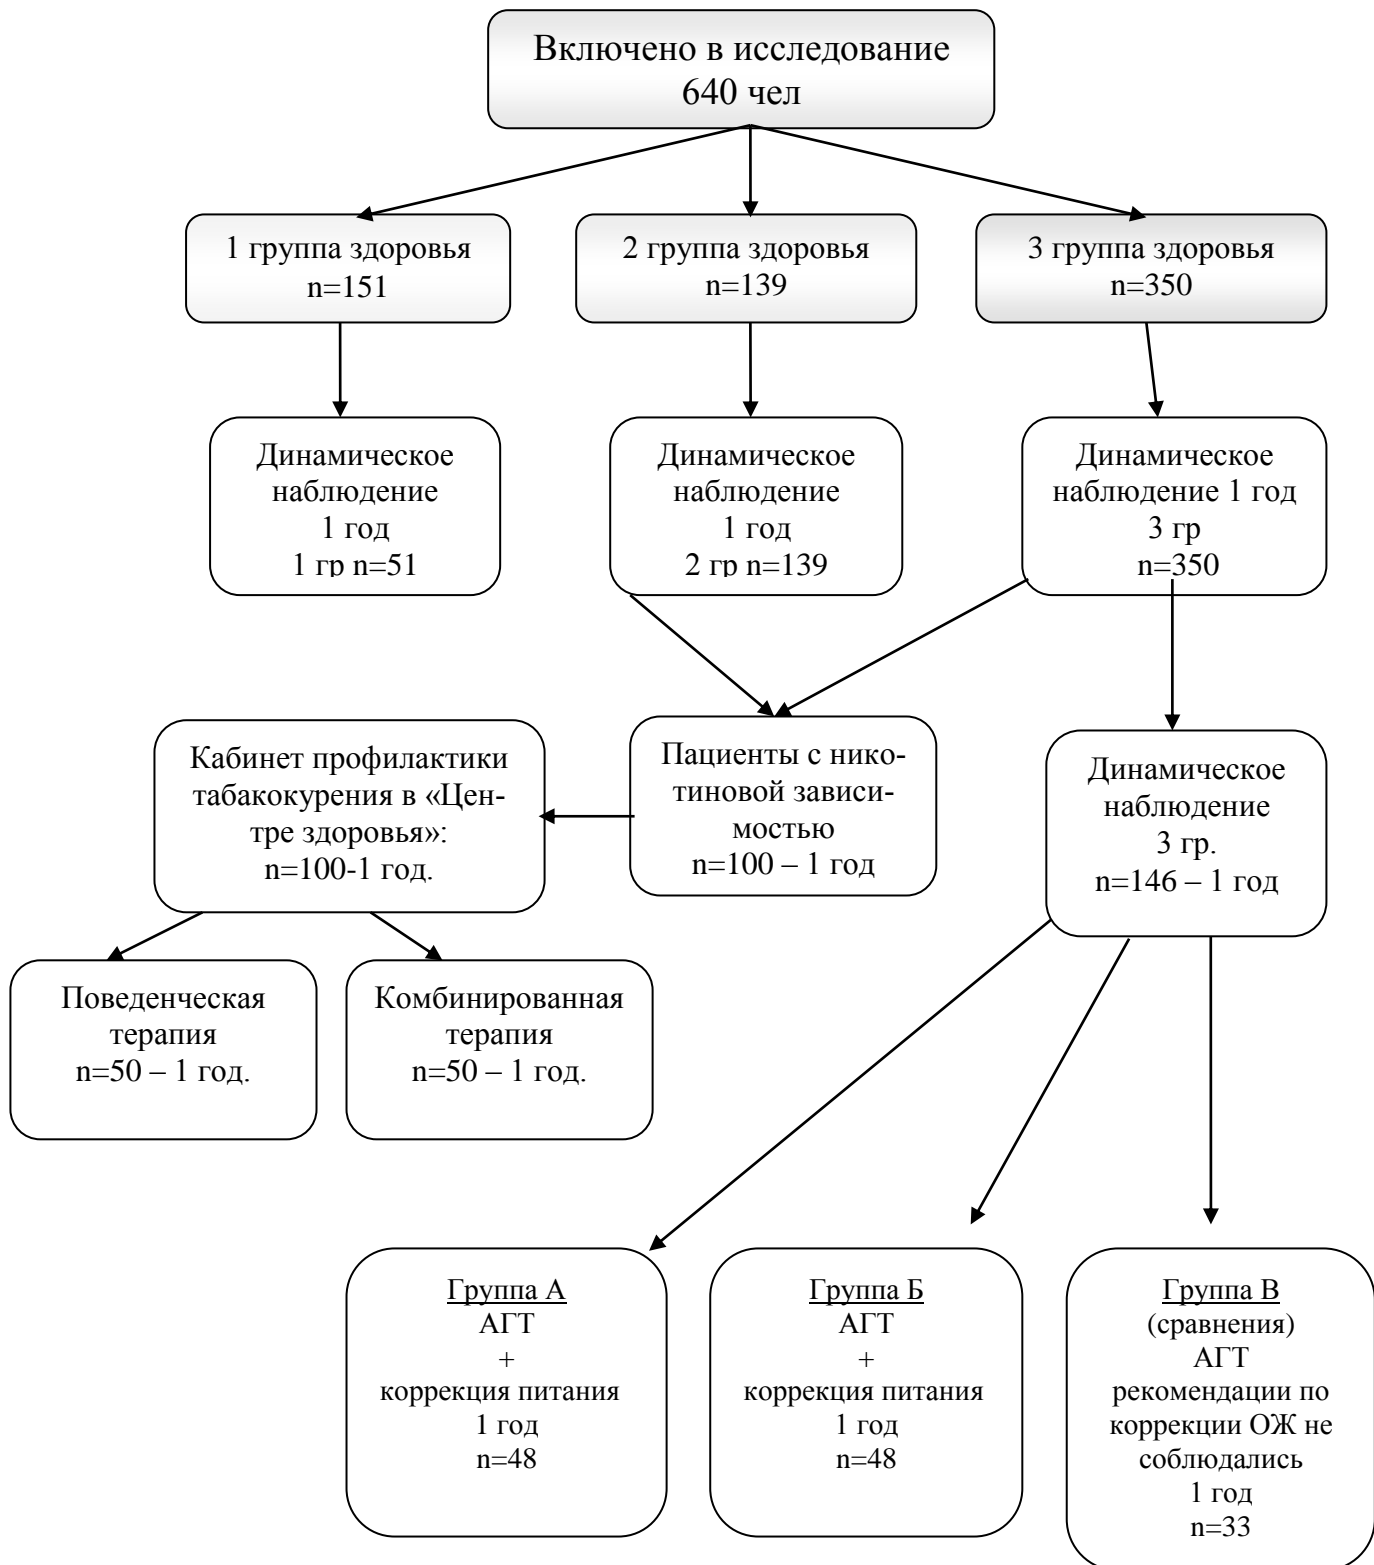 Включено в исследование
640 чел
1 группа здоровья
n=151
2 группа здоровья
n=139
3 группа здоровья
n=350
Динамическое
наблюдение
1 год
1 гр n=51
Динамическое
наблюдение
1 год
2 гр n=139
Динамическое
наблюдение 1 год
3 гр
n=350
Кабинет профилактики
табакокурения в «Цен-
тре здоровья»:
n=100-1 год.
Пациенты с нико-
тиновой зависи-
мостью
n=100 – 1 год
Динамическое
наблюдение
3 гр.
n=146 – 1 год
Поведенческая
терапия
n=50 – 1 год.
Комбинированная
терапия
n=50 – 1 год.
Группа А
АГТ
+
коррекция питания
1 год
n=48
Группа Б
АГТ
+
коррекция питания
1 год
n=48
Группа В
(сравнения)
АГТ
рекомендации по
коррекции ОЖ не
соблюдались
1 год
n=33